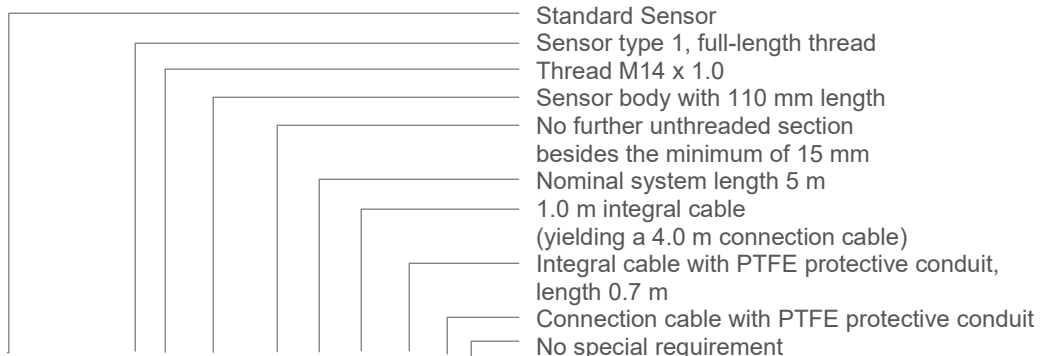 Standard Sensor
Sensor type 1, full-length thread
Thread M14 x 1.0
Sensor body with 110 mm length
No further unthreaded section
besides the minimum of 15 mm
Nominal system length 5 m
1.0 m integral cable
(yielding a 4.0 m connection cable)
Integral cable with PTFE protective conduit,
length 0.7 m
Connection cable with PTFE protective conduit
No special requirement